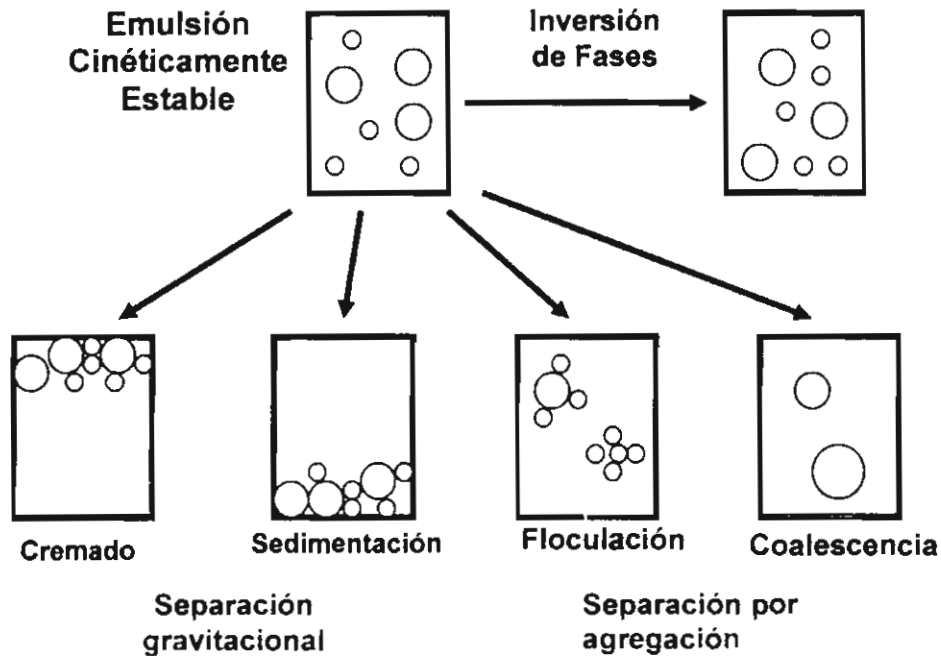 Emulsión
Cinéticamente
Estable
Inversión
de Fases
Cremado
Sedimentación
Floculación
Coalescencia
Separación
gravitacional
Separación por
agregación